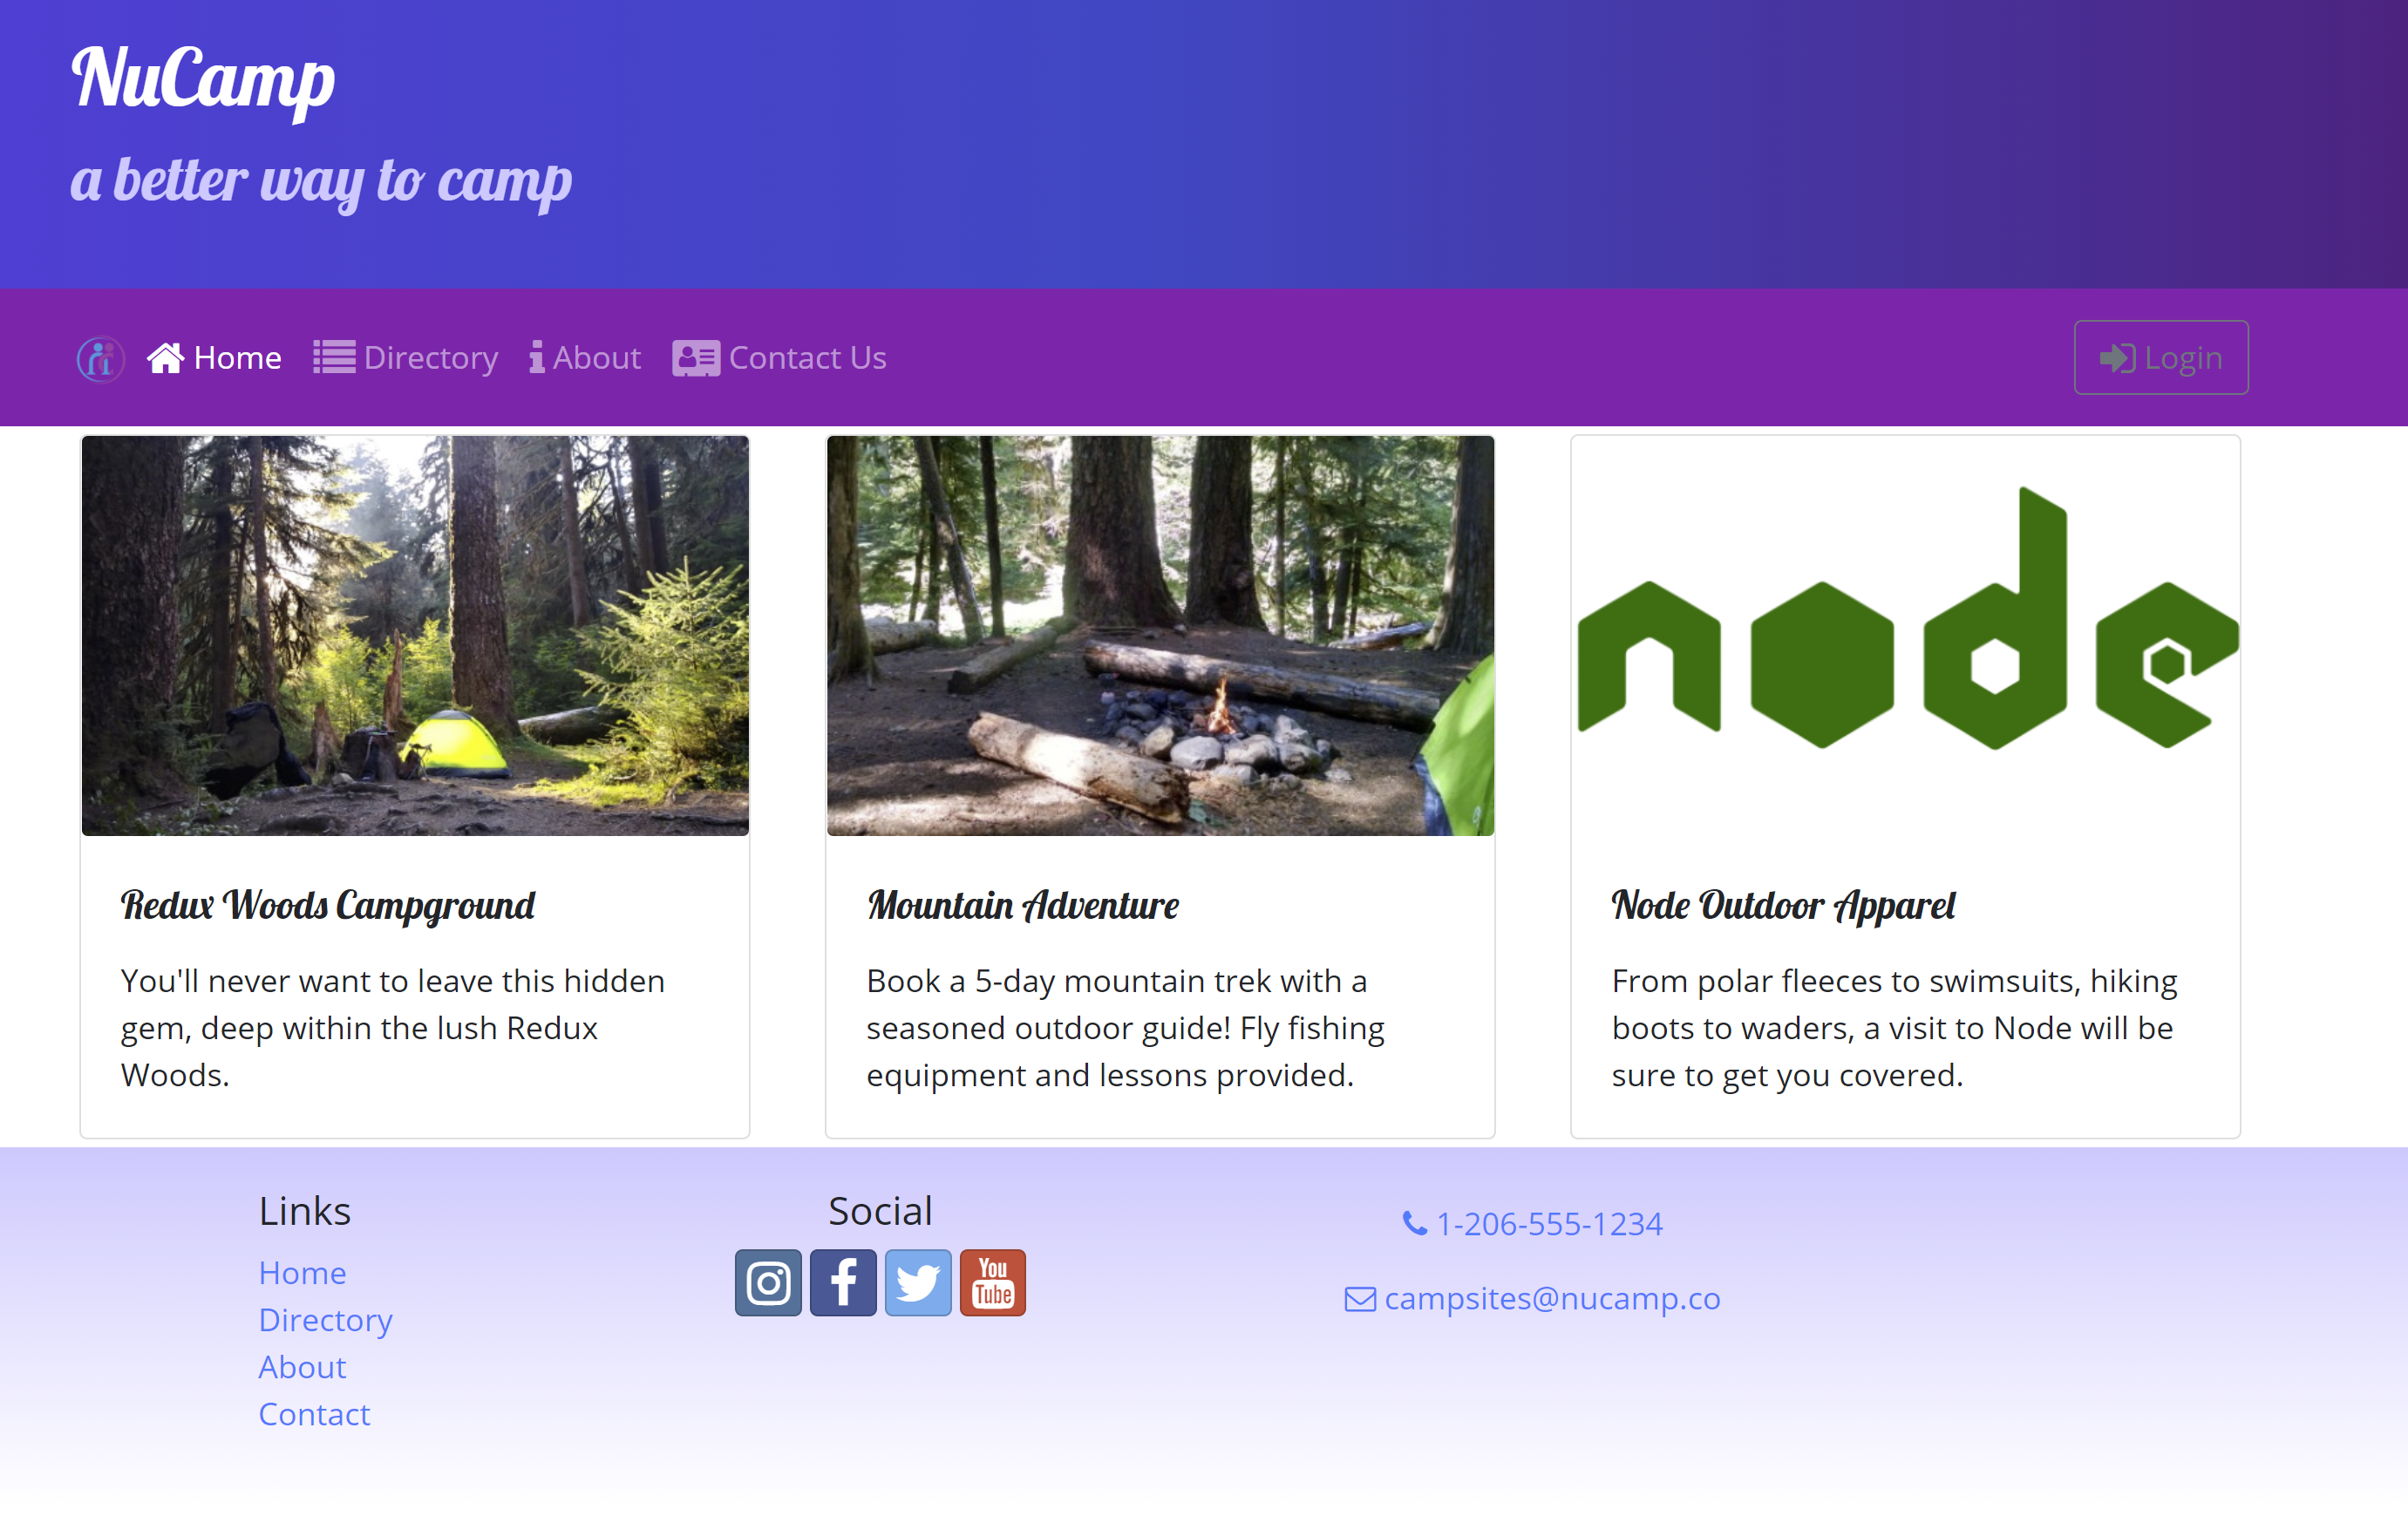 NuCamp
a better way to camp
Home Directory About Contact Us Login
node
Redux Woods Campground
You'll never want to leave this hidden
gem, deep within the lush Redux
Woods.
Mountain Adventure
Book a 5-day mountain trek with a
seasoned outdoor guide! Fly fishing
equipment and lessons provided.
Node Outdoor Apparel
From polar fleeces to swimsuits, hiking
boots to waders, a visit to Node will be
sure to get you covered.
Links
Home
Directory
About
Contact
Social
You
Tube
1-206-555-1234
campsites@nucamp.co